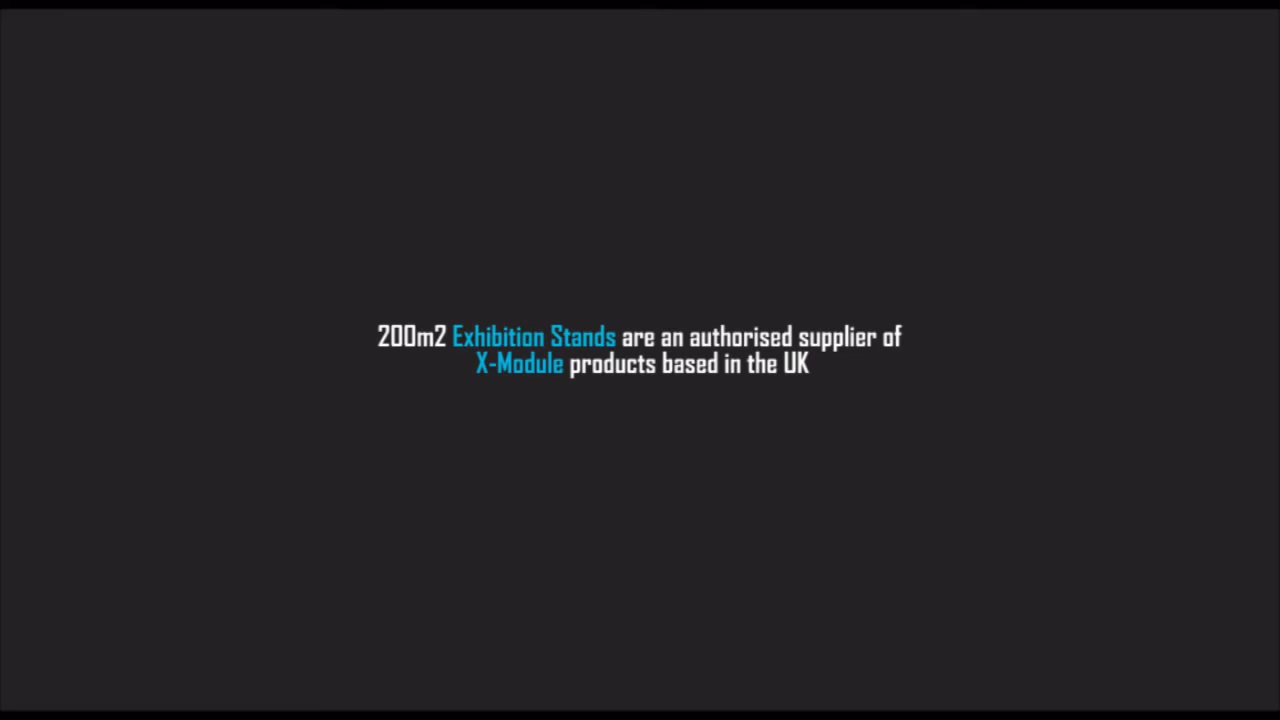 200m2 Exhibition Stands are an authorised supplier of
X-Module products based in the UK